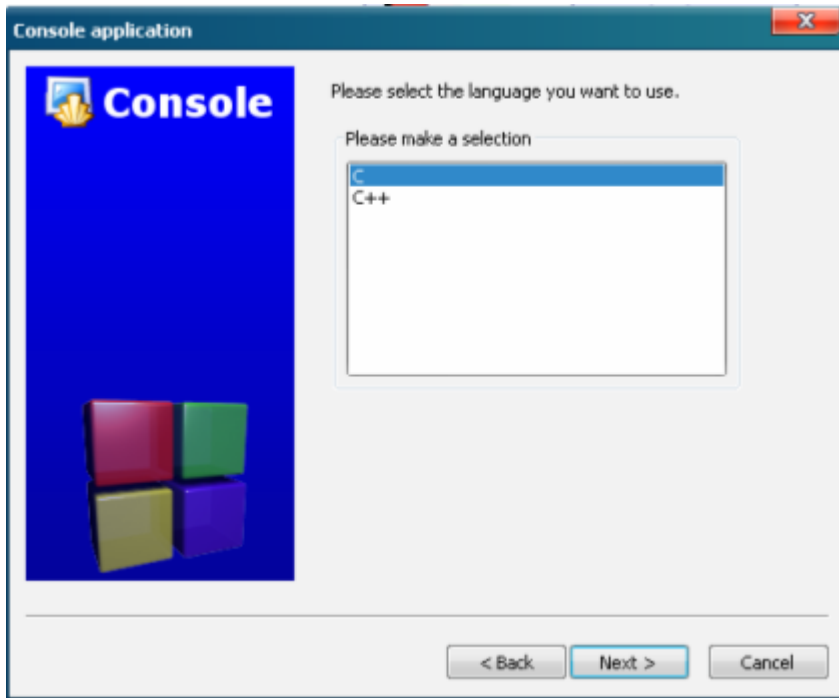 Console application
Console
Please select the language you want to use.
Please make a selection
C
C++
< Back
Next >
Cancel